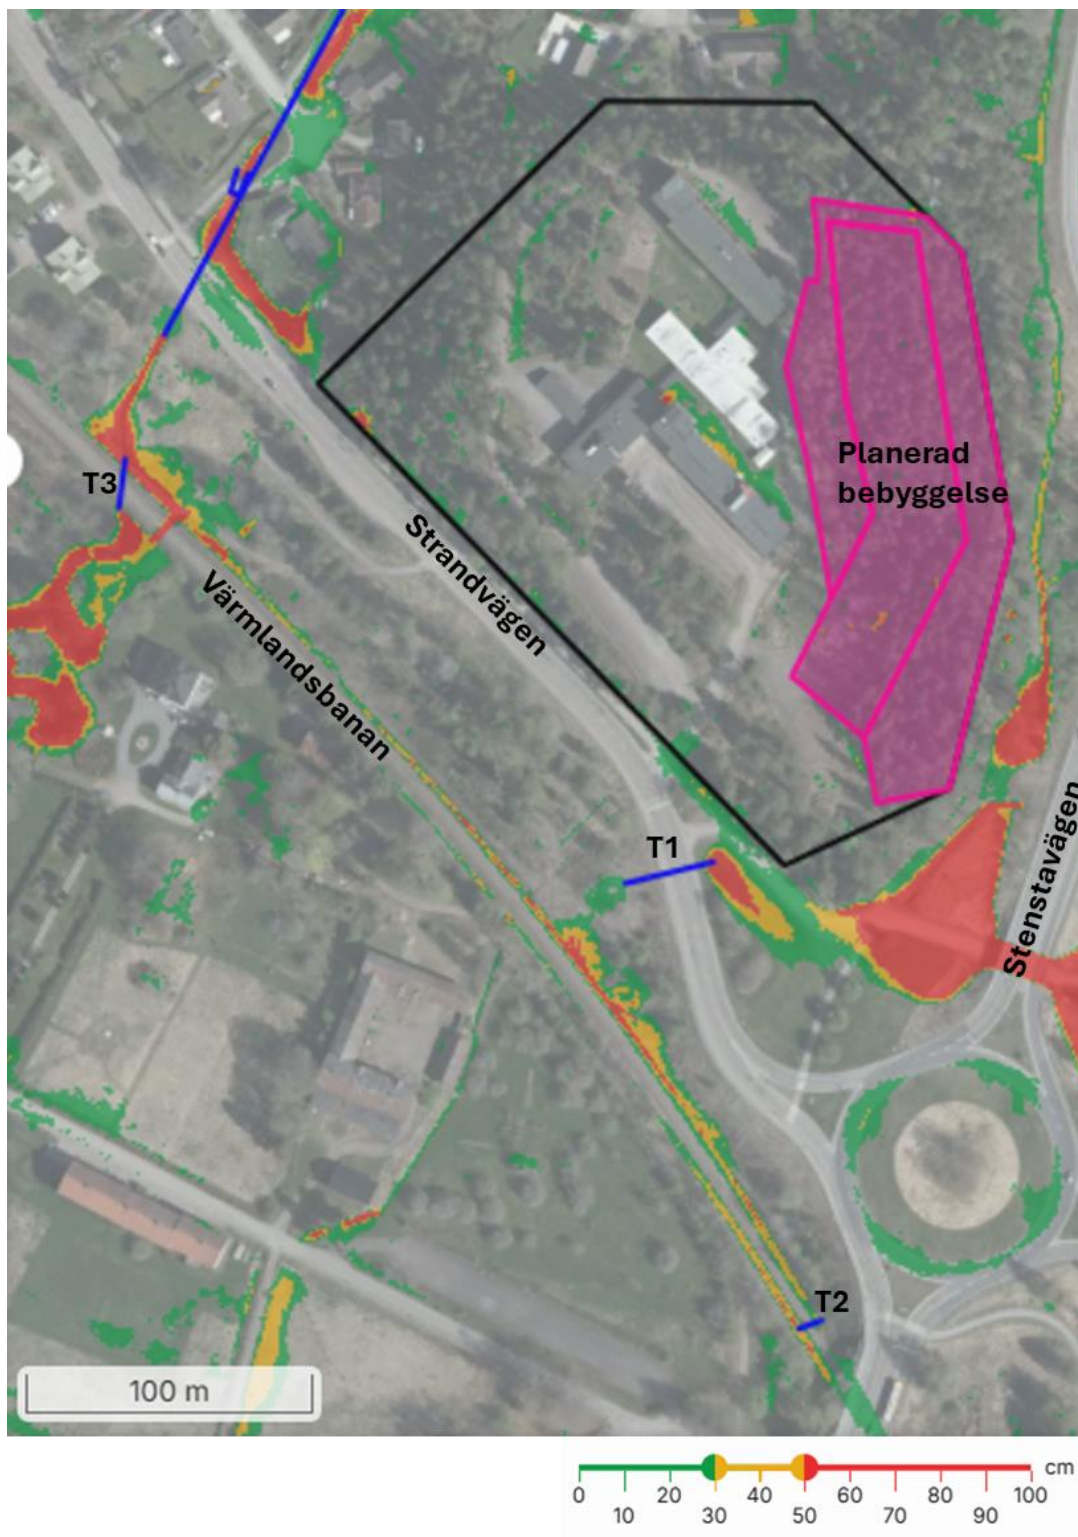 T3
Planerad
bebyggelse
Strandvägen
Värmlandsbanan
T1
Stenstavägen
T2
100 m
cm
0
10
20
30
40
50
60
70
80
90
100